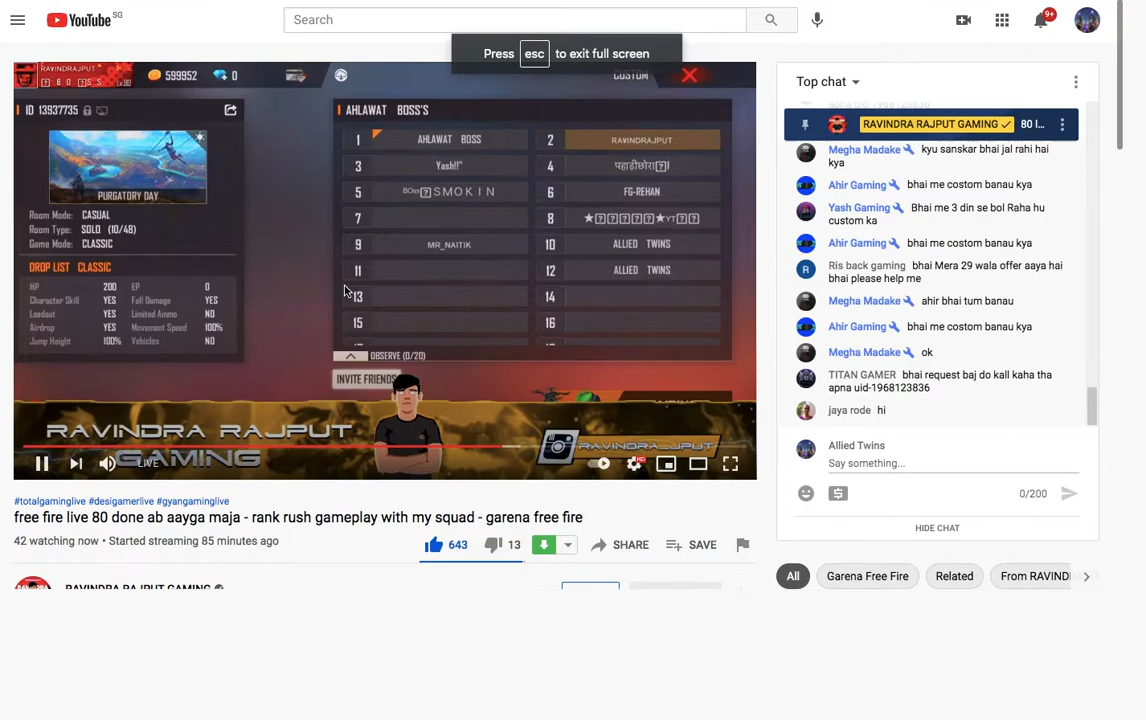 YouTube SG
Search
9+
Press esc to exit full screen
RAVINDRAJPUT
599952
0
CUSTOM
ID 13937735
AHLAWAT BOSS'S
PURGATORY DAY
Room Mode: CASUAL
Room Type: SOLO (10/48)
Game Mode: CLASSIC
DROP LIST CLASSIC
HP 200 EP 0
Character Skill YES Fall Damage YES
Loadout YES Limited Ammo NO
Airdrop YES Movement Speed 100%
Jump Height 100% Vehicles NO
1 AHLAWAT BOSS 2 RAVINDRAJPUT
3 Yash!!" 4
5 SMOKIN 6 FG-REHAN
7 8
9 MR_NAITIK 10 ALLIED TWINS
11 12 ALLIED TWINS
13 14
15 16
OBSERVE (0/20)
INVITE FRIENDS
RAVINDRA RAJPUT
GAMING
RAVINDRA_RJPUT
LIVE
HD
#totalgaminglive #desigamerlive #gyangaminglive
free fire live 80 done ab aayga maja - rank rush gameplay with my squad - garena free fire
42 watching now • Started streaming 85 minutes ago
643 13 SHARE SAVE
RAVINDRA RAJPUT GAMING
Top chat
RAVINDRA RAJPUT GAMING 80 l...
Megha Madake kyu sanskar bhai jal rahi hai
kya
Ahir Gaming bhai me costom banau kya
Yash Gaming Bhai me 3 din se bol Raha hu
custom ka
Ahir Gaming bhai me costom banau kya
Ris back gaming bhai Mera 29 wala offer aaya hai
bhai please help me
Megha Madake ahir bhai tum banau
Ahir Gaming bhai me costom banau kya
Megha Madake ok
TITAN GAMER bhai request baj do kall kaha tha
apna uid-1968123836
jaya rode hi
Allied Twins
Say something...
0/200
HIDE CHAT
All Garena Free Fire Related From RAVIND